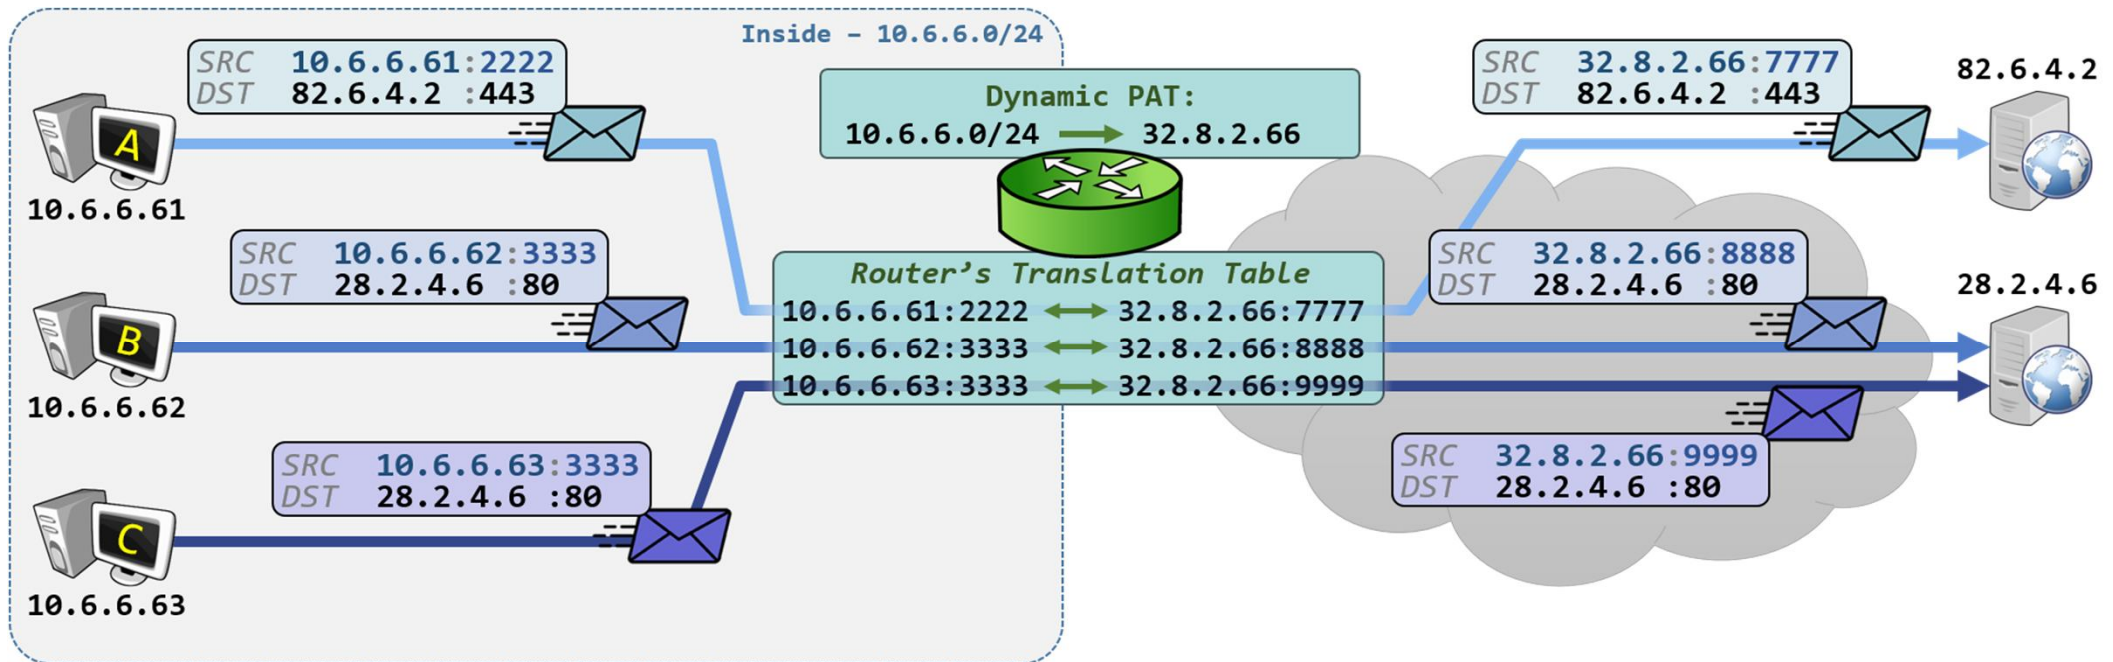 Inside – 10.6.6.0/24
SRC 10.6.6.61:2222
DST 82.6.4.2 :443
A
10.6.6.61
SRC 10.6.6.62:3333
DST 28.2.4.6 :80
B
10.6.6.62
SRC 10.6.6.63:3333
DST 28.2.4.6 :80
C
10.6.6.63
Dynamic PAT:
10.6.6.0/24 → 32.8.2.66
Router’s Translation Table
10.6.6.61:2222 ↔ 32.8.2.66:7777
10.6.6.62:3333 ↔ 32.8.2.66:8888
10.6.6.63:3333 ↔ 32.8.2.66:9999
SRC 32.8.2.66:7777
DST 82.6.4.2 :443
82.6.4.2
SRC 32.8.2.66:8888
DST 28.2.4.6 :80
28.2.4.6
SRC 32.8.2.66:9999
DST 28.2.4.6 :80